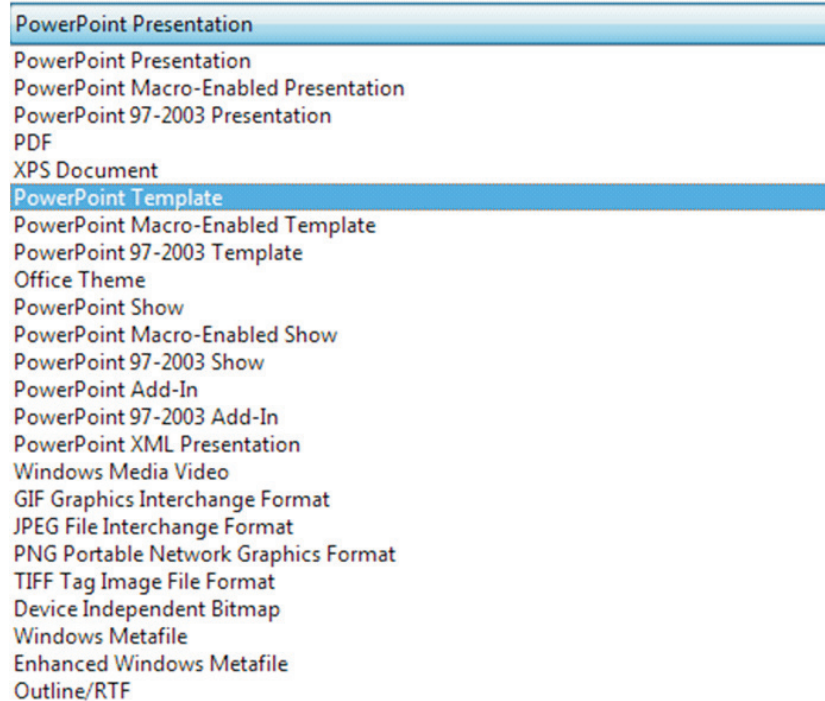 PowerPoint Presentation
PowerPoint Presentation
PowerPoint Macro-Enabled Presentation
PowerPoint 97-2003 Presentation
PDF
XPS Document
PowerPoint Template
PowerPoint Macro-Enabled Template
PowerPoint 97-2003 Template
Office Theme
PowerPoint Show
PowerPoint Macro-Enabled Show
PowerPoint 97-2003 Show
PowerPoint Add-In
PowerPoint 97-2003 Add-In
PowerPoint XML Presentation
Windows Media Video
GIF Graphics Interchange Format
JPEG File Interchange Format
PNG Portable Network Graphics Format
TIFF Tag Image File Format
Device Independent Bitmap
Windows Metafile
Enhanced Windows Metafile
Outline/RTF